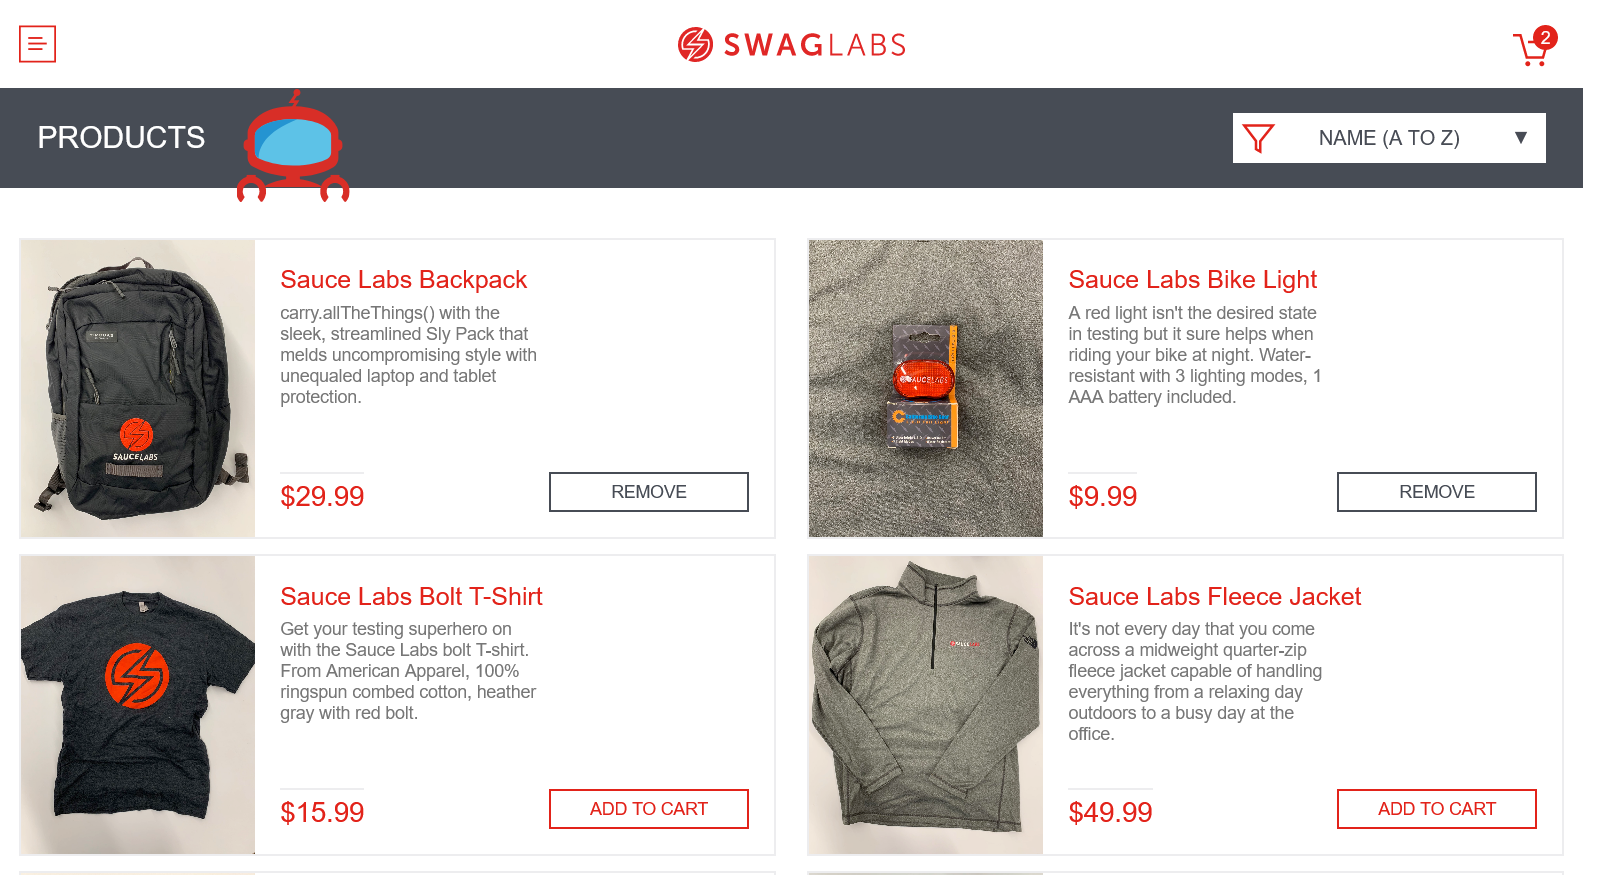 SWAGLABS
2
PRODUCTS
NAME (A TO Z)
▼
Sauce Labs Backpack
carry.allTheThings() with the
sleek, streamlined Sly Pack that
melds uncompromising style with
unequaled laptop and tablet
protection.
$29.99
REMOVE
SAUCELABS
Sauce Labs Bike Light
A red light isn't the desired state
in testing but it sure helps when
riding your bike at night. Water-
resistant with 3 lighting modes, 1
AAA battery included.
$9.99
REMOVE
SAUCELABS
Sauce Labs Bolt T-Shirt
Get your testing superhero on
with the Sauce Labs bolt T-shirt.
From American Apparel, 100%
ringspun combed cotton, heather
gray with red bolt.
$15.99
ADD TO CART
Sauce Labs Fleece Jacket
It's not every day that you come
across a midweight quarter-zip
fleece jacket capable of handling
everything from a relaxing day
outdoors to a busy day at the
office.
$49.99
ADD TO CART